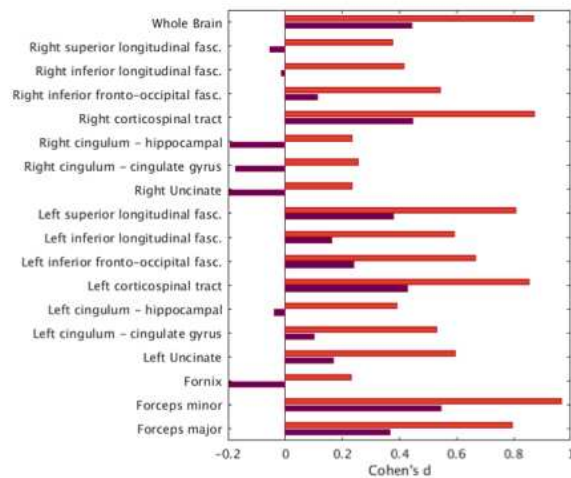 Whole Brain
Right superior longitudinal fasc.
Right inferior longitudinal fasc.
Right inferior fronto-occipital fasc.
Right corticospinal tract
Right cingulum - hippocampal
Right cingulum - cingulate gyrus
Right Uncinate
Left superior longitudinal fasc.
Left inferior longitudinal fasc.
Left inferior fronto-occipital fasc.
Left corticospinal tract
Left cingulum - hippocampal
Left cingulum - cingulate gyrus
Left Uncinate
Fornix
Forceps minor
Forceps major
-0.2 0 0.2 0.4 0.6 0.8 1
Cohen's d